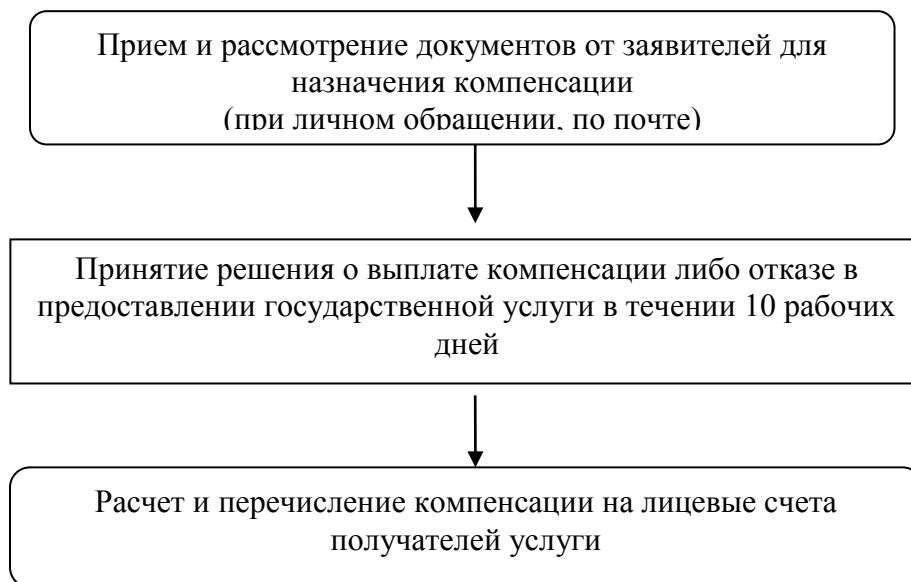 Прием и рассмотрение документов от заявителей для
назначения компенсации
(при личном обращении, по почте)
Принятие решения о выплате компенсации либо отказе в
предоставлении государственной услуги в течении 10 рабочих
дней
Расчет и перечисление компенсации на лицевые счета
получателей услуги